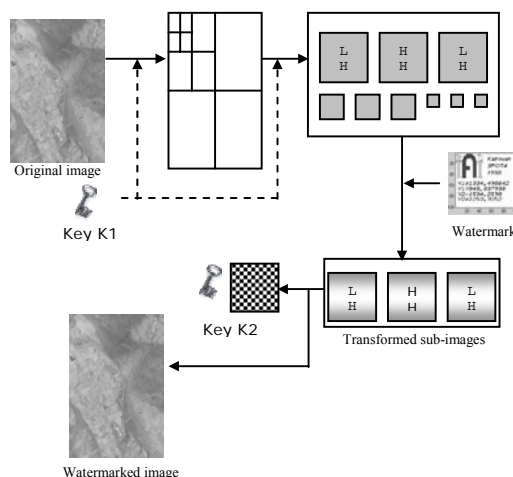 L
H
H
H
L
H
Original image
Key K1
Watermark
L
H
H
H
L
H
Key K2
Transformed sub-images
Watermarked image